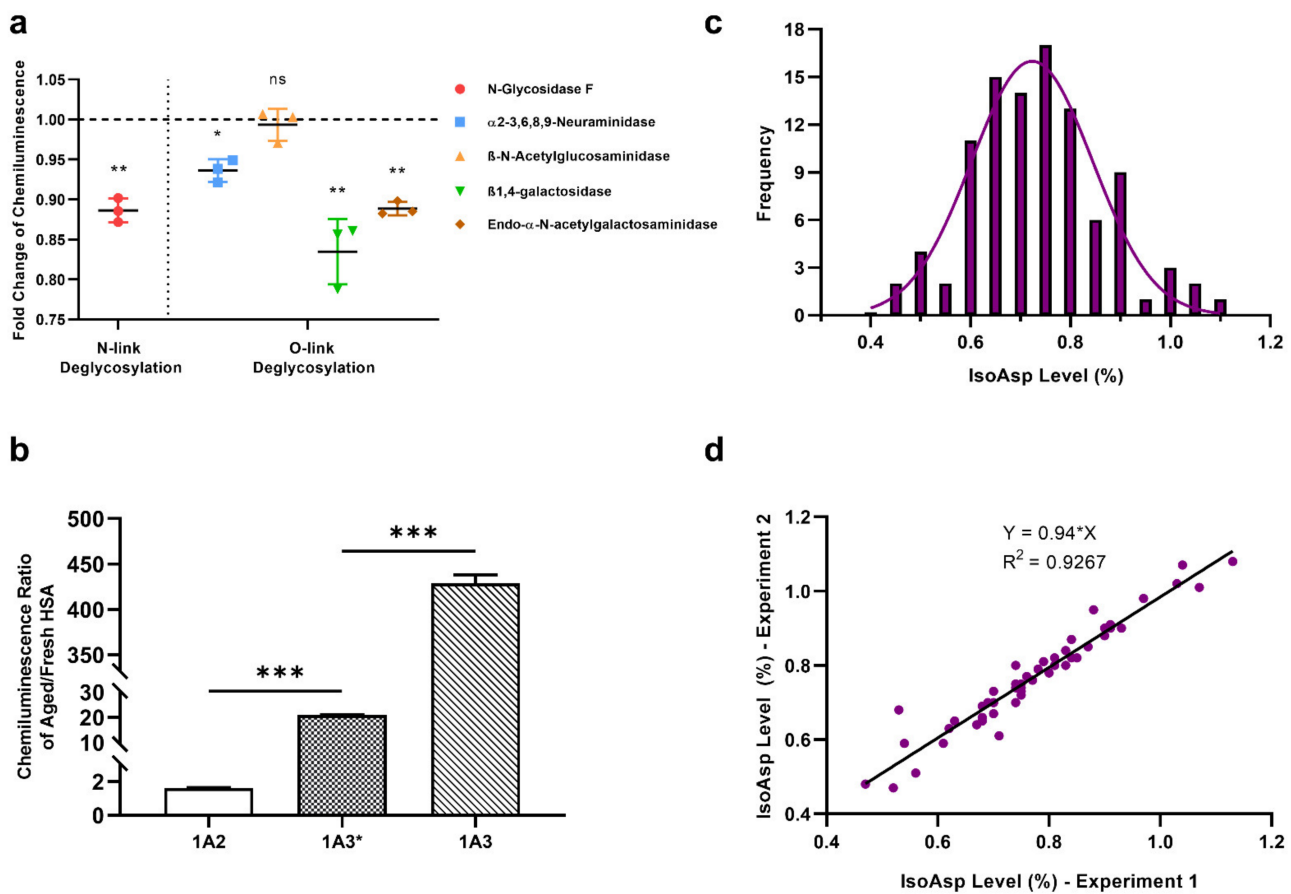 a
Fold Change of Chemiluminescence
1.05
1.00
0.95
0.90
0.85
0.80
0.75
**
*
ns
**
**
N-link
Deglycosylation
O-link
Deglycosylation
N-Glycosidase F
α2-3,6,8,9-Neuraminidase
ß-N-Acetylglucosaminidase
ß1,4-galactosidase
Endo-α-N-acetylgalactosaminidase
c
Frequency
18
15
12
9
6
3
0
0.4 0.6 0.8 1.0 1.2
IsoAsp Level (%)
b
Chemiluminescence Ratio
of Aged/Fresh HSA
500
450
400
350
30
20
10
2
0
***
***
1A2 1A3* 1A3
d
IsoAsp Level (%) - Experiment 2
1.2
1.0
0.8
0.6
0.4
Y = 0.94*X
R² = 0.9267
0.4 0.6 0.8 1.0 1.2
IsoAsp Level (%) - Experiment 1